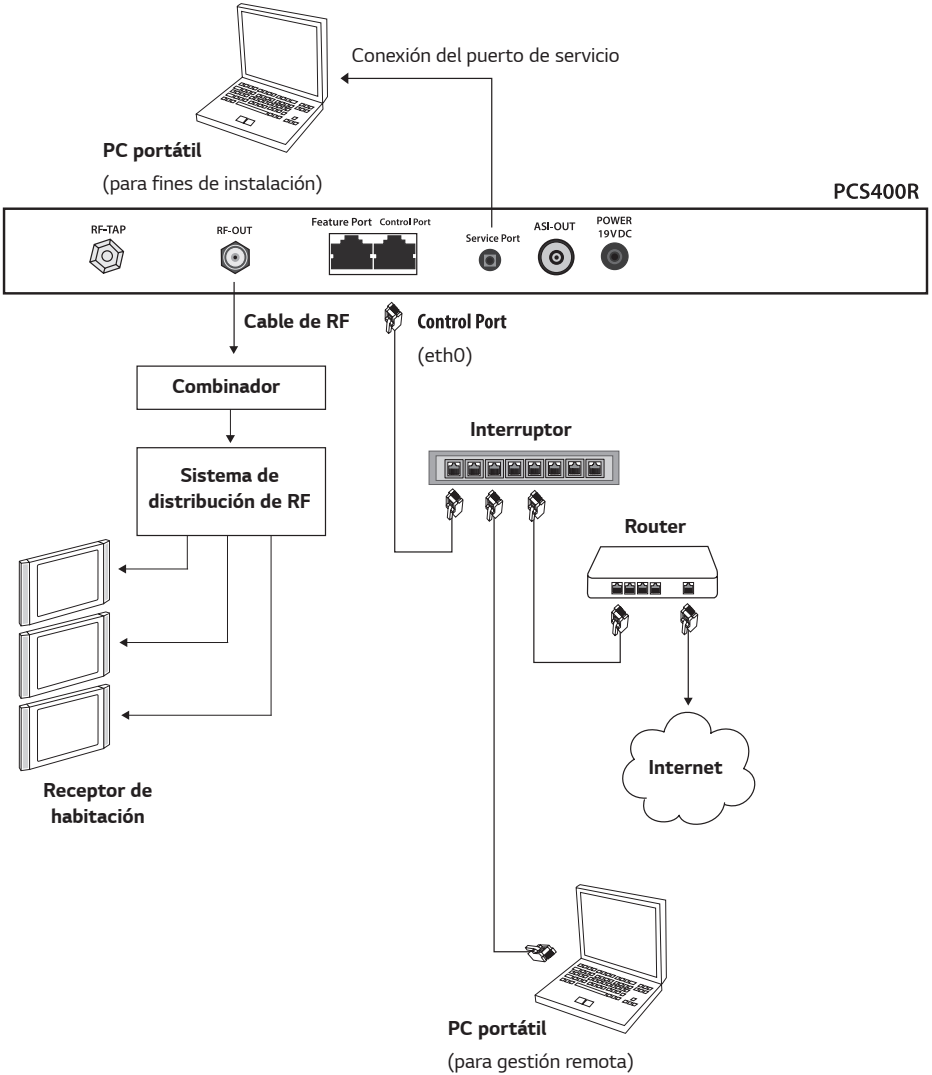 Conexión del puerto de servicio
PC portátil
(para fines de instalación)
PCS400R
RF-TAP
RF-OUT
Feature Port
Control Port
Service Port
ASI-OUT
POWER
19VDC
Cable de RF
Control Port
(eth0)
Combinador
Interruptor
Sistema de
distribución de RF
Router
Internet
Receptor de
habitación
PC portátil
(para gestión remota)